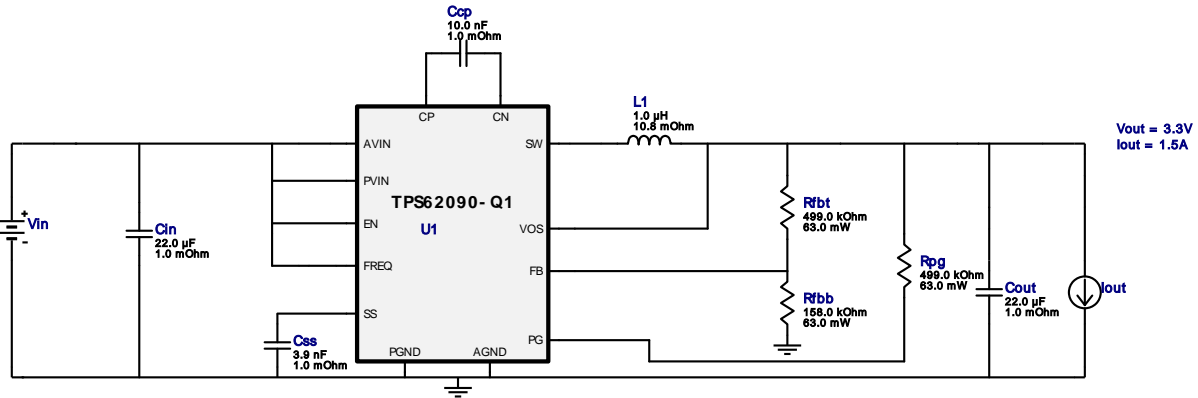 Ccp
10.0 nF
1.0 mOhm
CP
CN
L1
1.0 µH
10.8 mOhm
Vout = 3.3V
Iout = 1.5A
AVIN
SW
PVIN
TPS62090-Q1
U1
EN
VOS
FREQ
FB
SS
PG
PGND
AGND
Vin
+
-
Cin
22.0 µF
1.0 mOhm
Css
3.9 nF
1.0 mOhm
Rfbt
499.0 kOhm
63.0 mW
Rfbb
158.0 kOhm
63.0 mW
Rpg
499.0 kOhm
63.0 mW
Cout
22.0 µF
1.0 mOhm
Iout